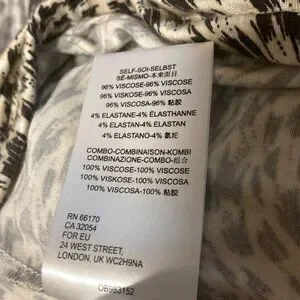 SELF-SOI-SELBST
SÉ-MISMO-本来面目
96% VISCOSE-96% VISCOSE
96% VISKOSE-96% VISCOSA
96% VISCOSA-96% 粘胶
4% ELASTANE-4% ELASTHANNE
4% ELASTAN-4% ELASTAN
4% ELASTANO-4% 氨纶
COMBO-COMBINAISON-KOMBI
COMBINAZIONE-COMBO-组合
100% VISCOSE-100% VISCOSE
100% VISKOSE-100% VISCOSA
100% VISCOSA-100% 粘胶
RN 66170
CA 32054
FOR EU
24 WEST STREET,
LONDON, UK WC2H9NA
OB983152